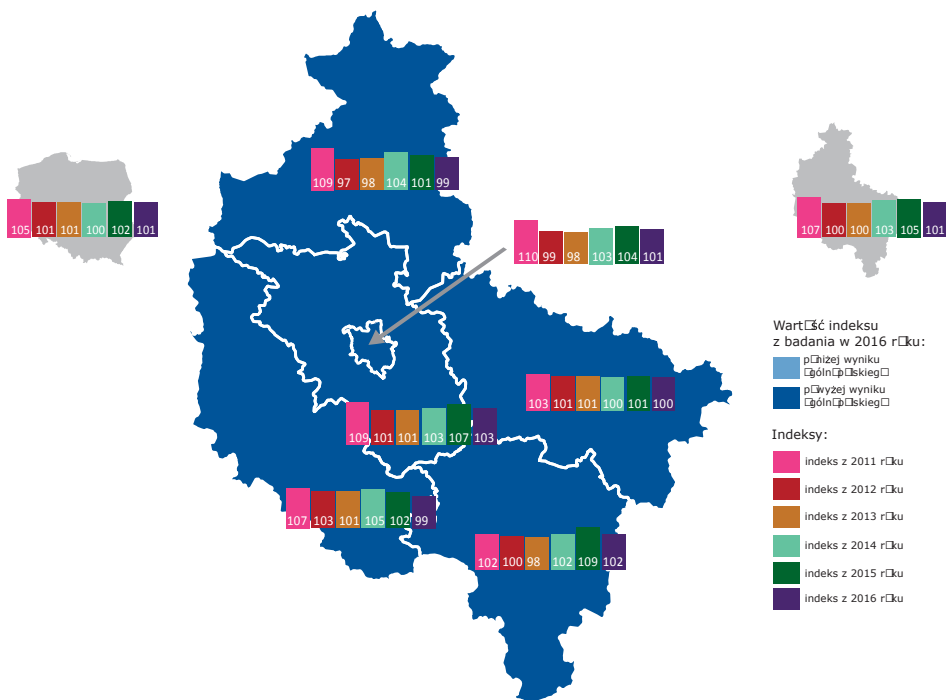 109 97 98 104 101 99
105 101 101 100 102 101
107 100 100 103 105 101
110 99 98 103 104 101
103 101 101 100 101 100
109 101 101 103 107 103
107 103 101 105 102 99
102 100 98 102 109 102
Wart□ść indeksu
z badania w 2016 r□ku:
p□niżej wyniku
□góln□p□lskieg□
p□wyżej wyniku
□góln□p□lskieg□
Indeksy:
indeks z 2011 r□ku
indeks z 2012 r□ku
indeks z 2013 r□ku
indeks z 2014 r□ku
indeks z 2015 r□ku
indeks z 2016 r□ku